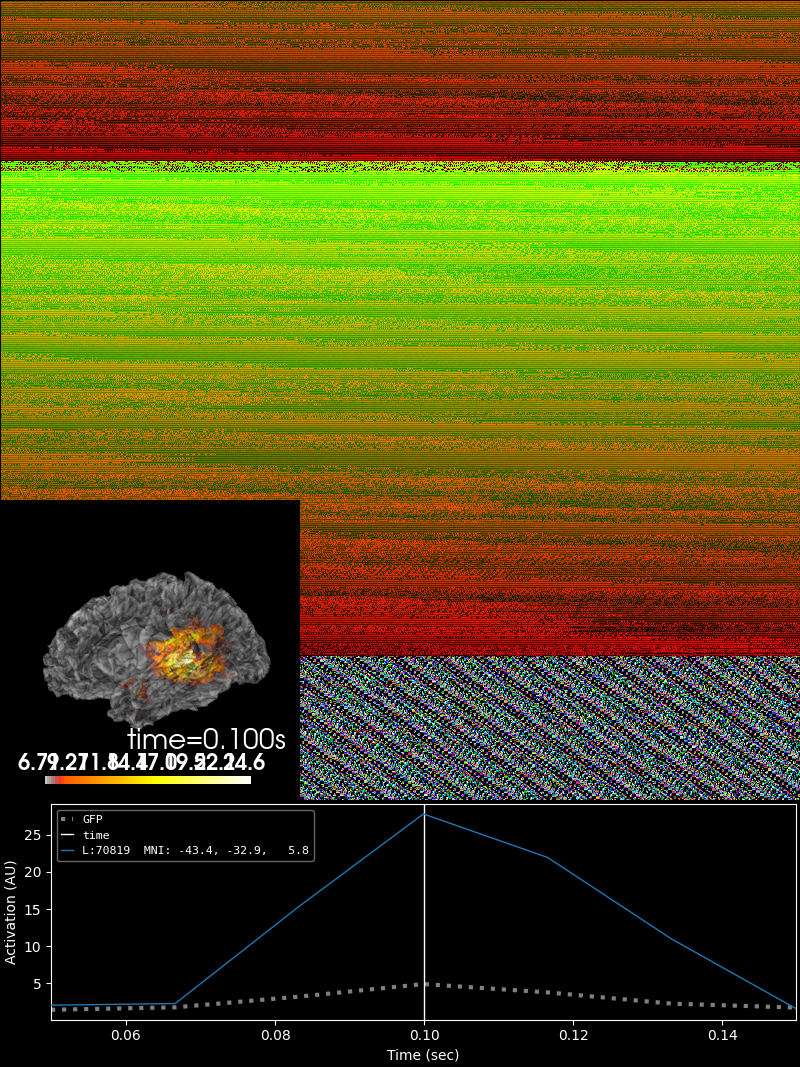 time=0.100s
GFP
time
L:70819 MNI: -43.4, -32.9, 5.8
25
20
15
10
5
Activation (AU)
0.06 0.08 0.10 0.12 0.14
Time (sec)